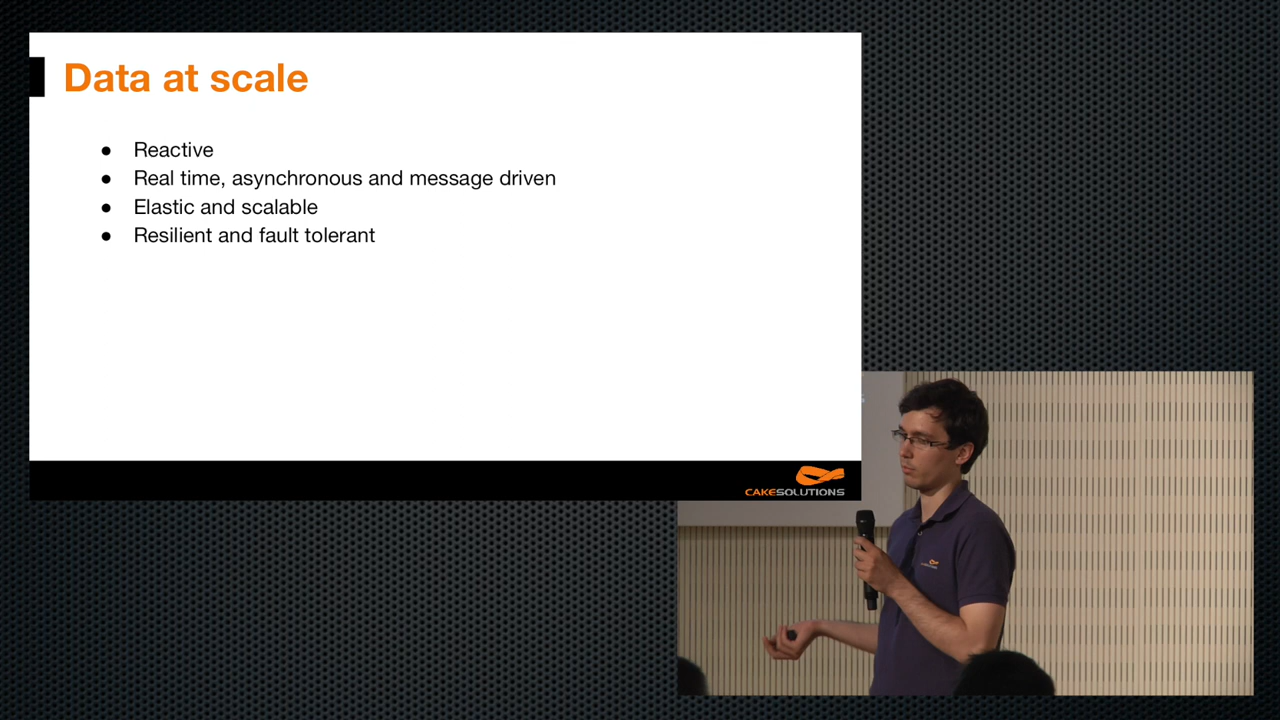 Data at scale
● Reactive
● Real time, asynchronous and message driven
● Elastic and scalable
● Resilient and fault tolerant
CAKESOLUTIONS